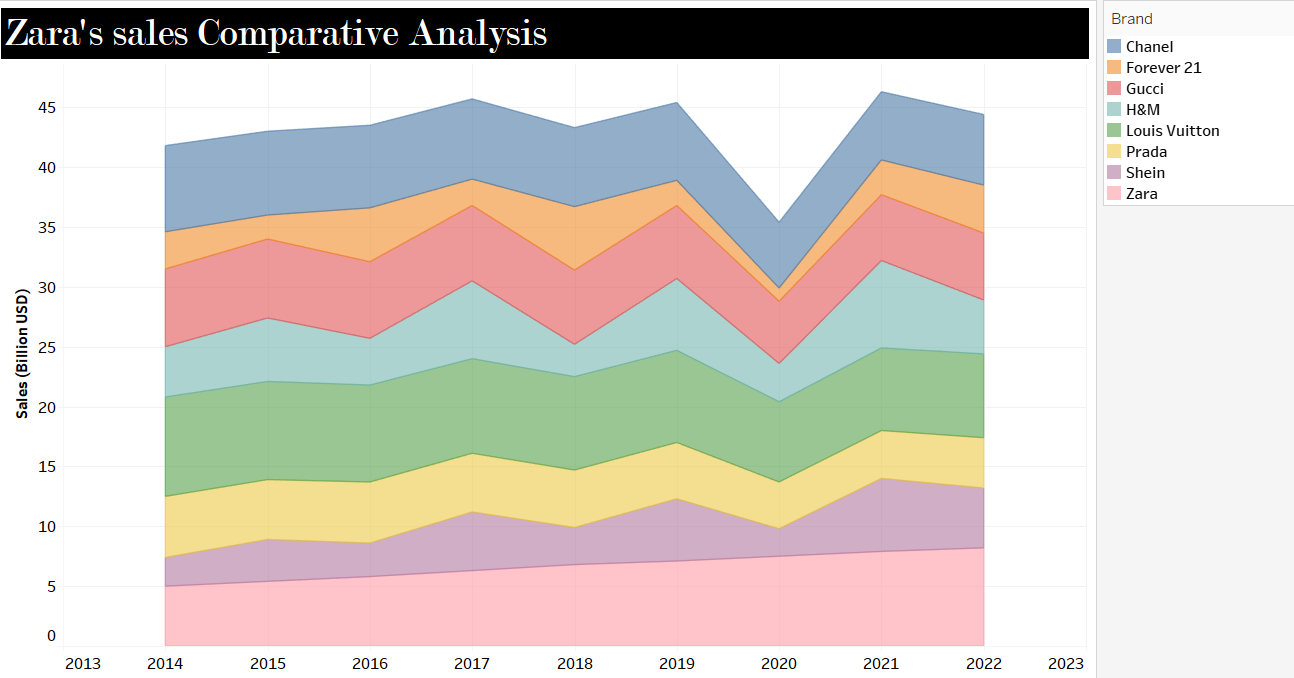 Zara's sales Comparative Analysis
Brand
Chanel
Forever 21
Gucci
H&M
Louis Vuitton
Prada
Shein
Zara
Sales (Billion USD)
45
40
35
30
25
20
15
10
5
0
2013 2014 2015 2016 2017 2018 2019 2020 2021 2022 2023